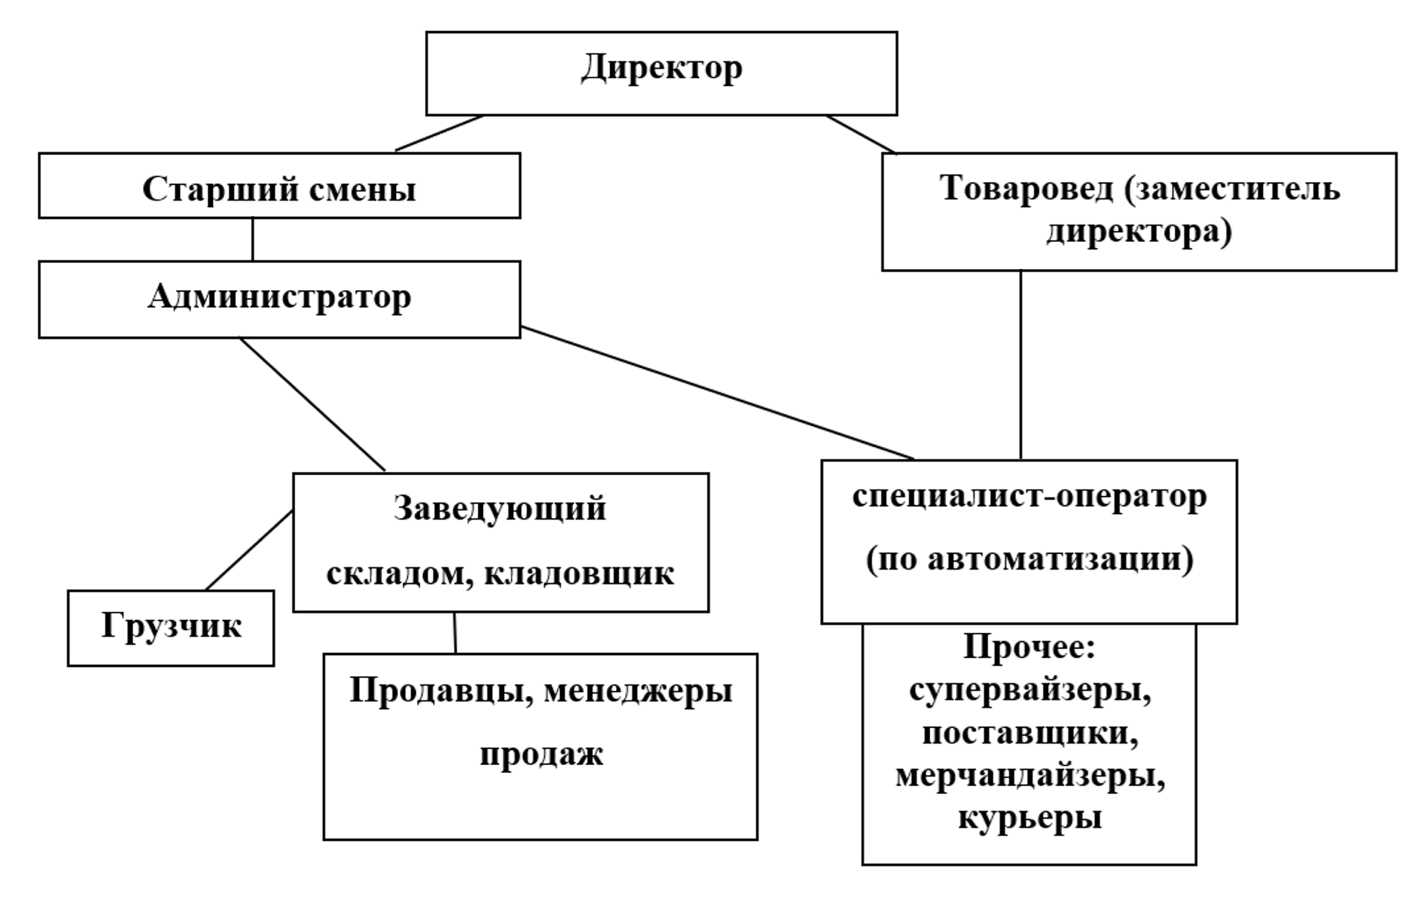 Директор
Старший смены
Товаровед (заместитель
директора)
Администратор
Заведующий
складом, кладовщик
специалист-оператор
(по автоматизации)
Грузчик
Продавцы, менеджеры
продаж
Прочее:
супервайзеры,
поставщики,
мерчандайзеры,
курьеры